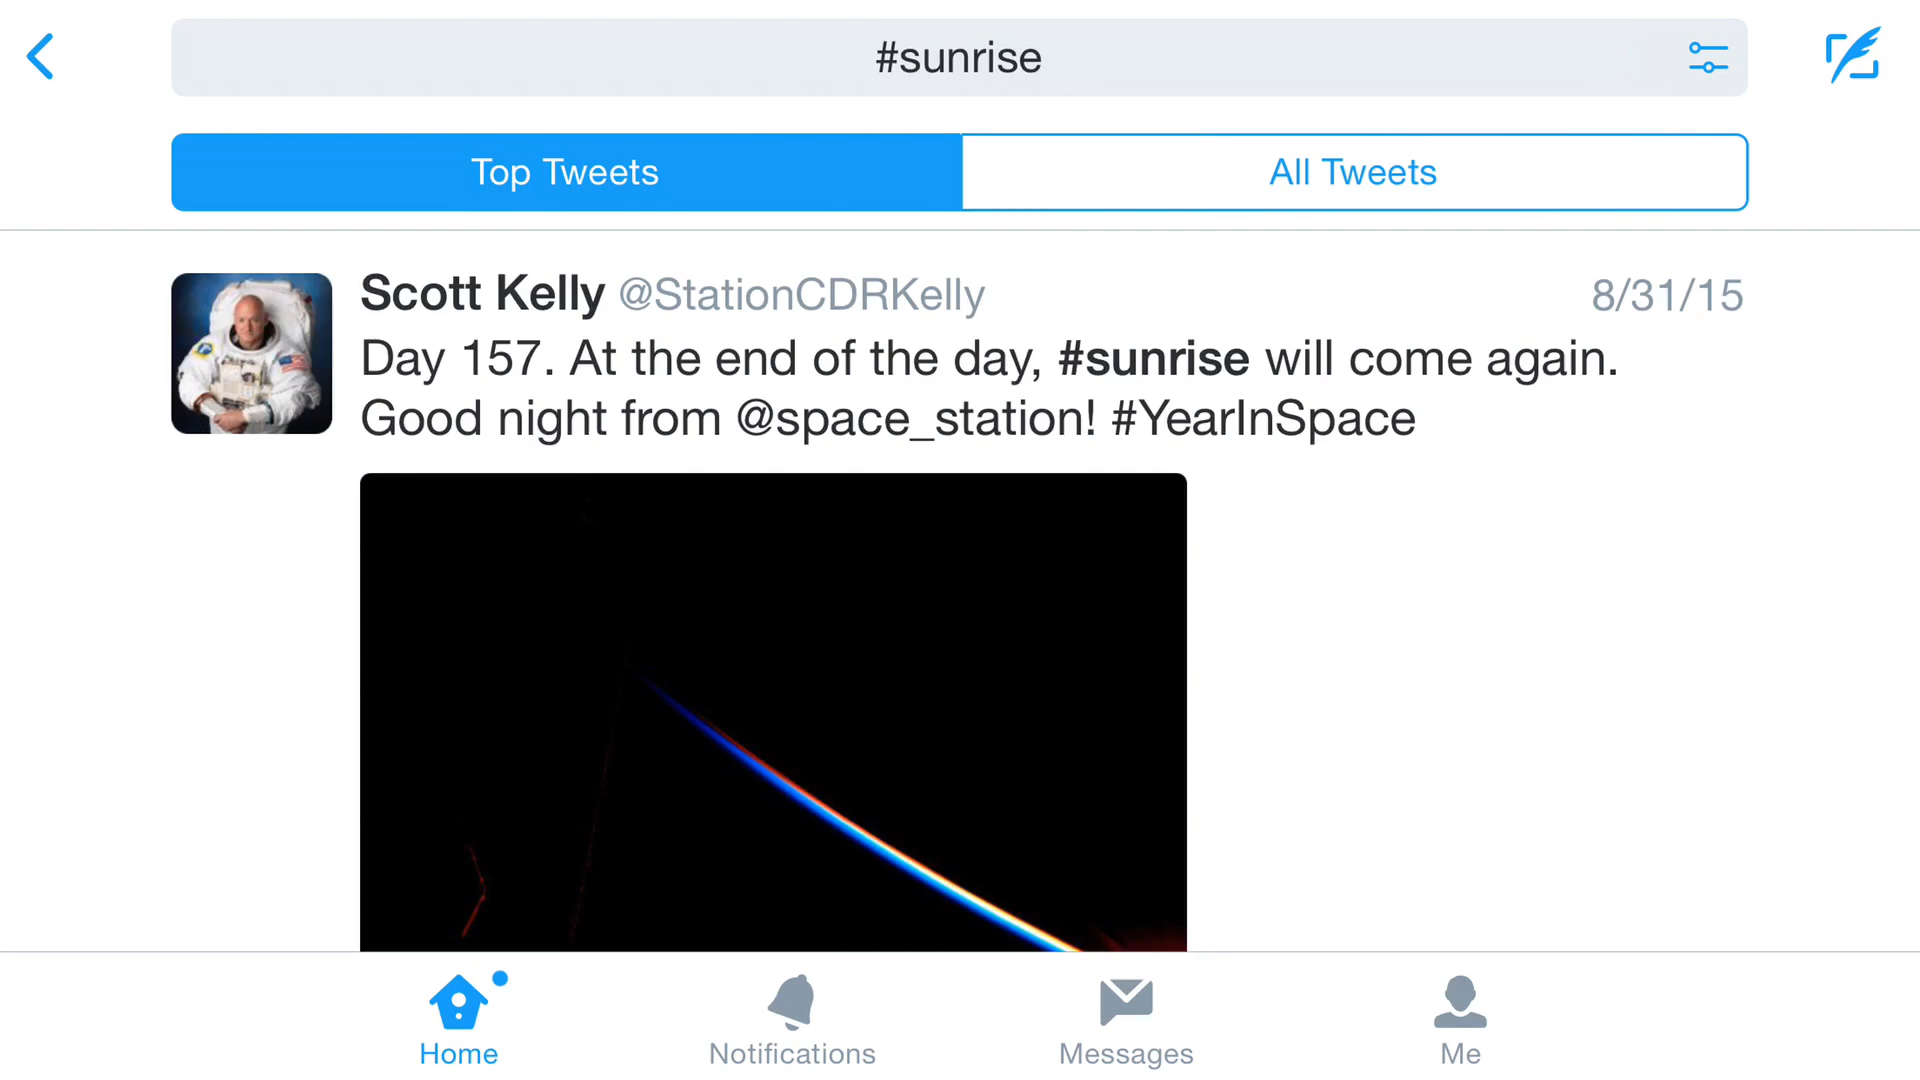 #sunrise
Top Tweets
All Tweets
Scott Kelly @StationCDRKelly 8/31/15
Day 157. At the end of the day, #sunrise will come again.
Good night from @space_station! #YearInSpace
Home
Notifications
Messages
Me